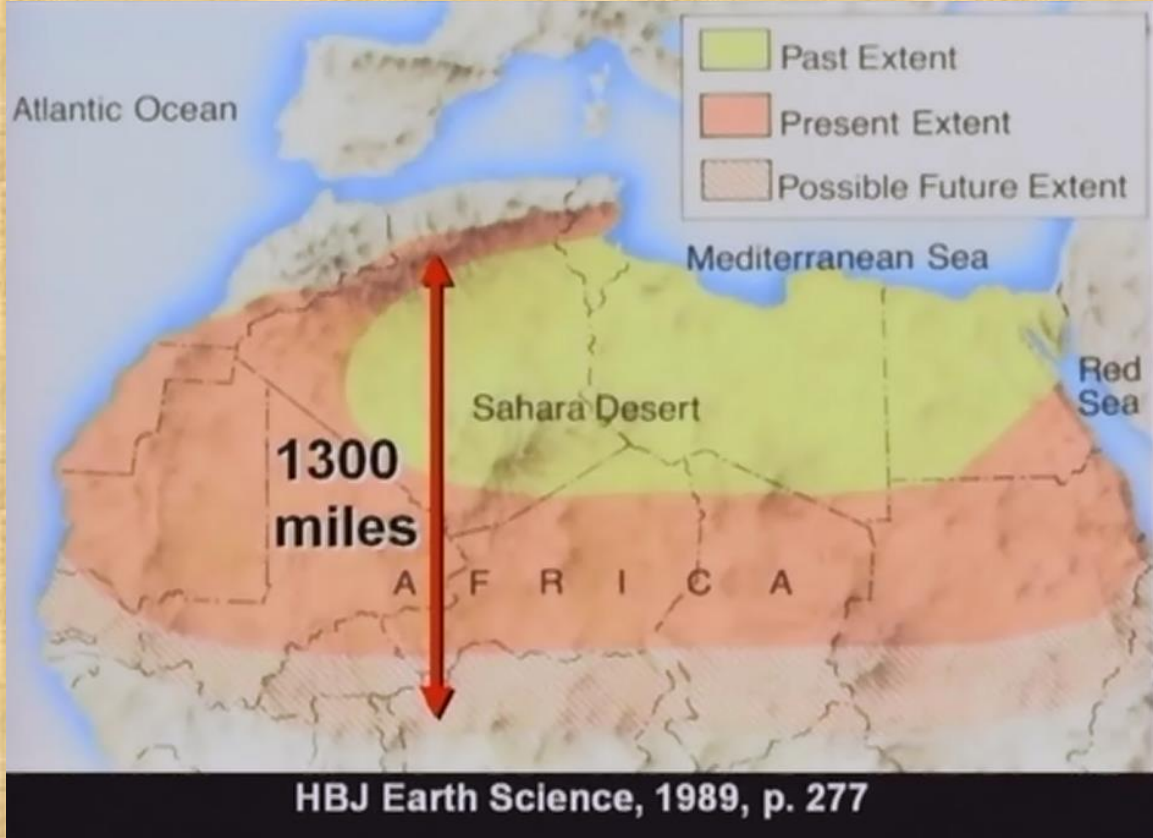 Past Extent
Present Extent
Possible Future Extent
Atlantic Ocean
Mediterranean Sea
Red
Sea
Sahara Desert
1300
miles
A F R I C A
HBJ Earth Science, 1989, p. 277